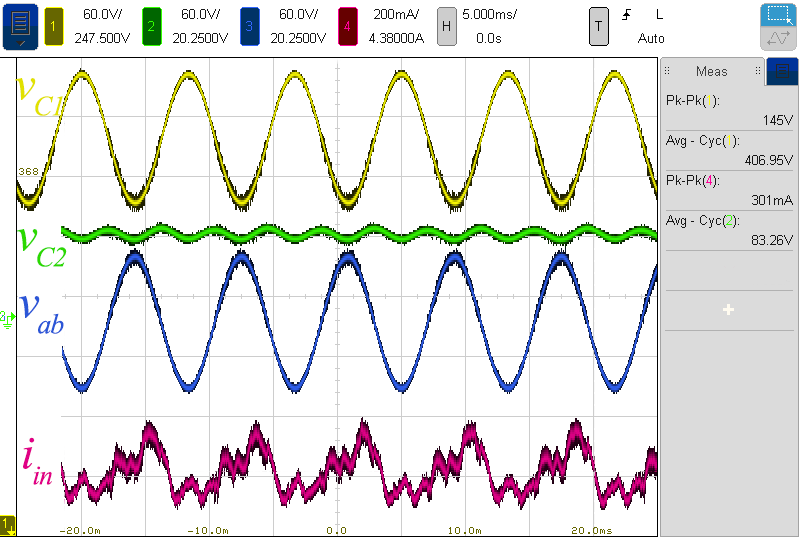 1 60.0V/ 2 60.0V/ 3 60.0V/ 4 200mA/ H 5.000ms/ T L
247.500V 20.2500V 20.2500V 4.38000A 0.0s Auto
Meas
Pk-Pk(1):
145V
Avg - Cyc(1):
406.95V
Pk-Pk(4):
301mA
Avg - Cyc(2):
83.26V
+
vC1
368
vC2
vab
iin
1
-20.0m -10.0m 0.0 10.0m 20.0ms